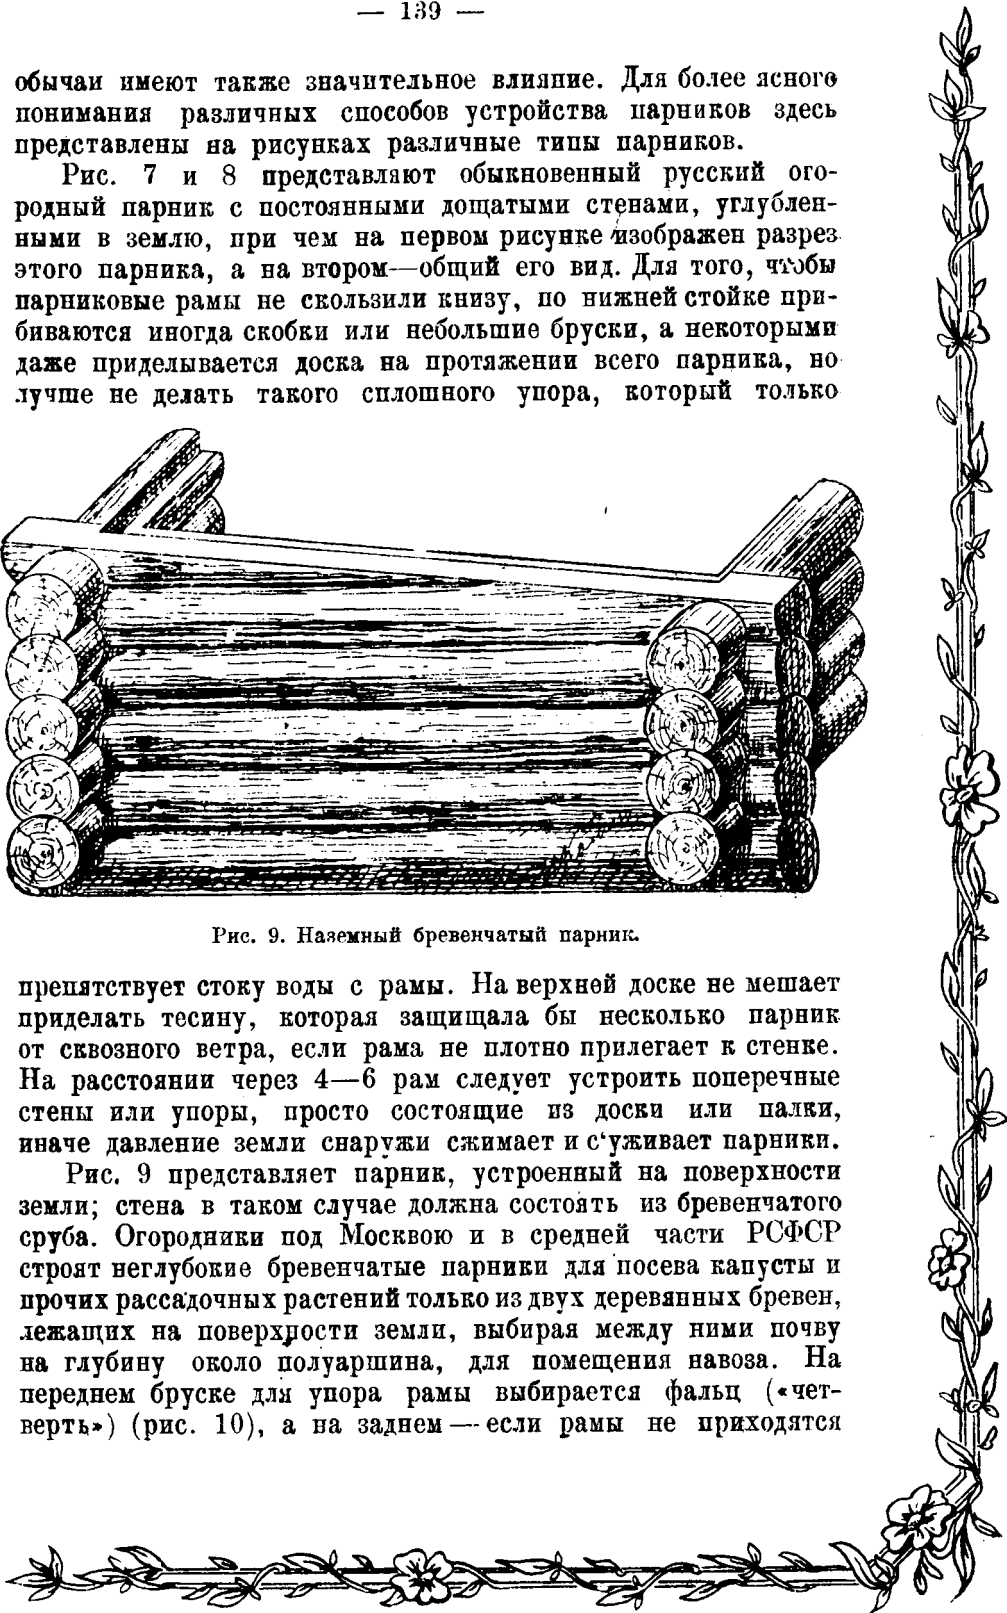 — 139 —
обычаи имеют также значительное влияние. Для более ясного
понимания различных способов устройства парников здесь
представлены на рисунках различные типы парников.
Рис. 7 и 8 представляют обыкновенный русский ого-
родный парник с постоянными дощатыми стенами, углублен-
ными в землю, при чем на первом рисунке изображен разрез
этого парника, а на втором—общий его вид. Для того, чтобы
парниковые рамы не скользили книзу, по нижней стойке при-
биваются иногда скобки или небольшие бруски, а некоторыми
даже приделывается доска на протяжении всего парника, но
лучше не делать такого сплошного упора, который только
Рис. 9. Наземный бревенчатый парник.
препятствует стоку воды с рамы. На верхней доске не мешает
приделать тесину, которая защищала бы несколько парник
от сквозного ветра, если рама не плотно прилегает к стенке.
На расстоянии через 4—6 рам следует устроить поперечные
стены или упоры, просто состоящие из доски или палки,
иначе давление земли снаружи сжимает и суживает парники.
Рис. 9 представляет парник, устроенный на поверхности
земли; стена в таком случае должна состоять из бревенчатого
сруба. Огородники под Москвою и в средней части РСФСР
строят неглубокие бревенчатые парники для посева капусты и
прочих рассадочных растений только из двух деревянных бревен,
лежащих на поверхности земли, выбирая между ними почву
на глубину около полуаршина, для помещения навоза. На
переднем бруске для упора рамы выбирается фальц («чет-
верть») (рис. 10), а на заднем — если рамы не приходятся